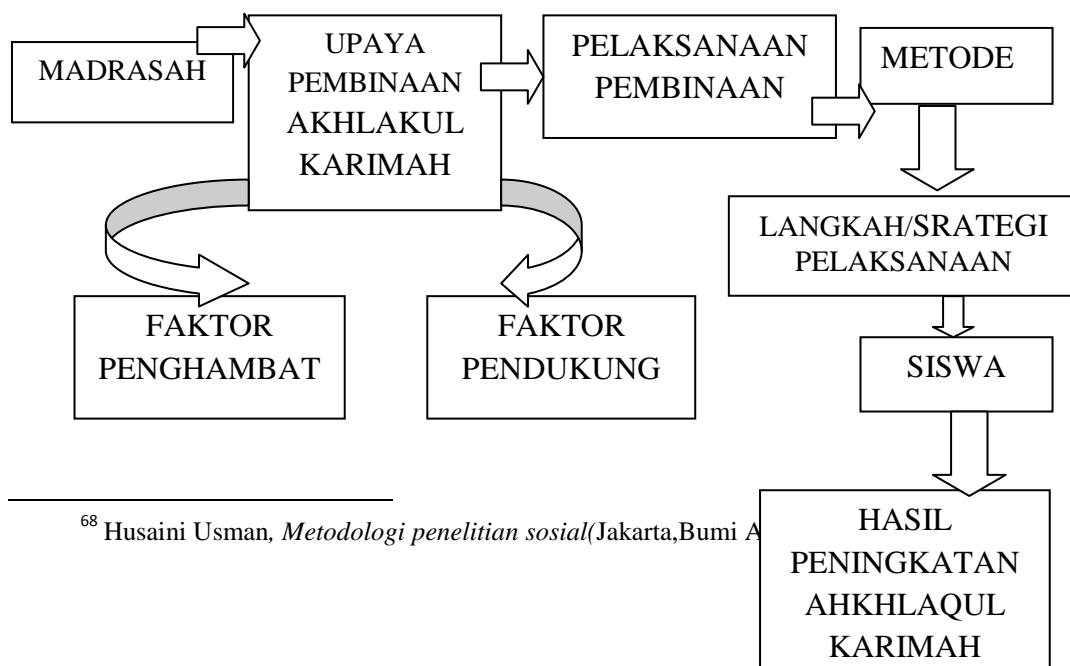 MADRASAH
UPAYA
PEMBINAAN
AKHLAKUL
KARIMAH
PELAKSANAAN
PEMBINAAN
METODE
LANGKAH/SRATEGI
PELAKSANAAN
FAKTOR
PENGHAMBAT
FAKTOR
PENDUKUNG
SISWA
HASIL
PENINGKATAN
AHKHLAQUL
KARIMAH
68 Husaini Usman, Metodologi penelitian sosial(Jakarta,Bumi A